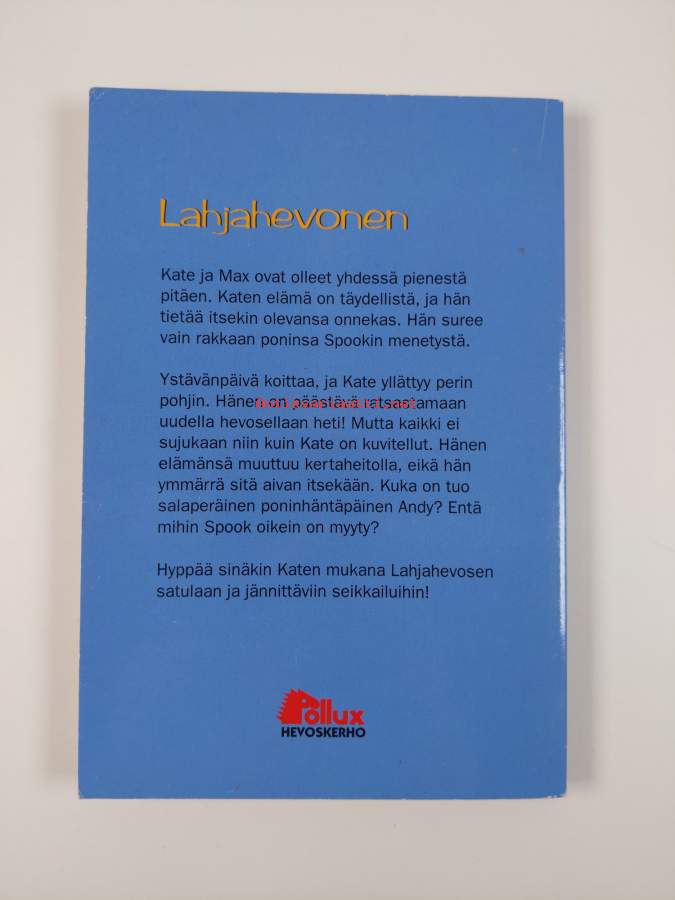 Lahjahevonen
Kate ja Max ovat olleet yhdessä pienestä
pitäen. Katen elämä on täydellistä, ja hän
tietää itsekin olevansa onnekas. Hän suree
vain rakkaan poninsa Spookin menetystä.
Ystävänpäivä koittaa, ja Kate yllättyy perin
pohjin. Hänen on päästävä ratsastamaan
uudella hevosellaan heti! Mutta kaikki ei
sujukaan niin kuin Kate on kuvitellut. Hänen
elämänsä muuttuu kertaheitolla, eikä hän
ymmärrä sitä aivan itsekään. Kuka on tuo
salaperäinen poninhäntäpäinen Andy? Entä
mihin Spook oikein on myyty?
Hyppää sinäkin Katen mukana Lahjahevosen
satulaan ja jännittäviin seikkailuihin!
Pollux
HEVOSKERHO